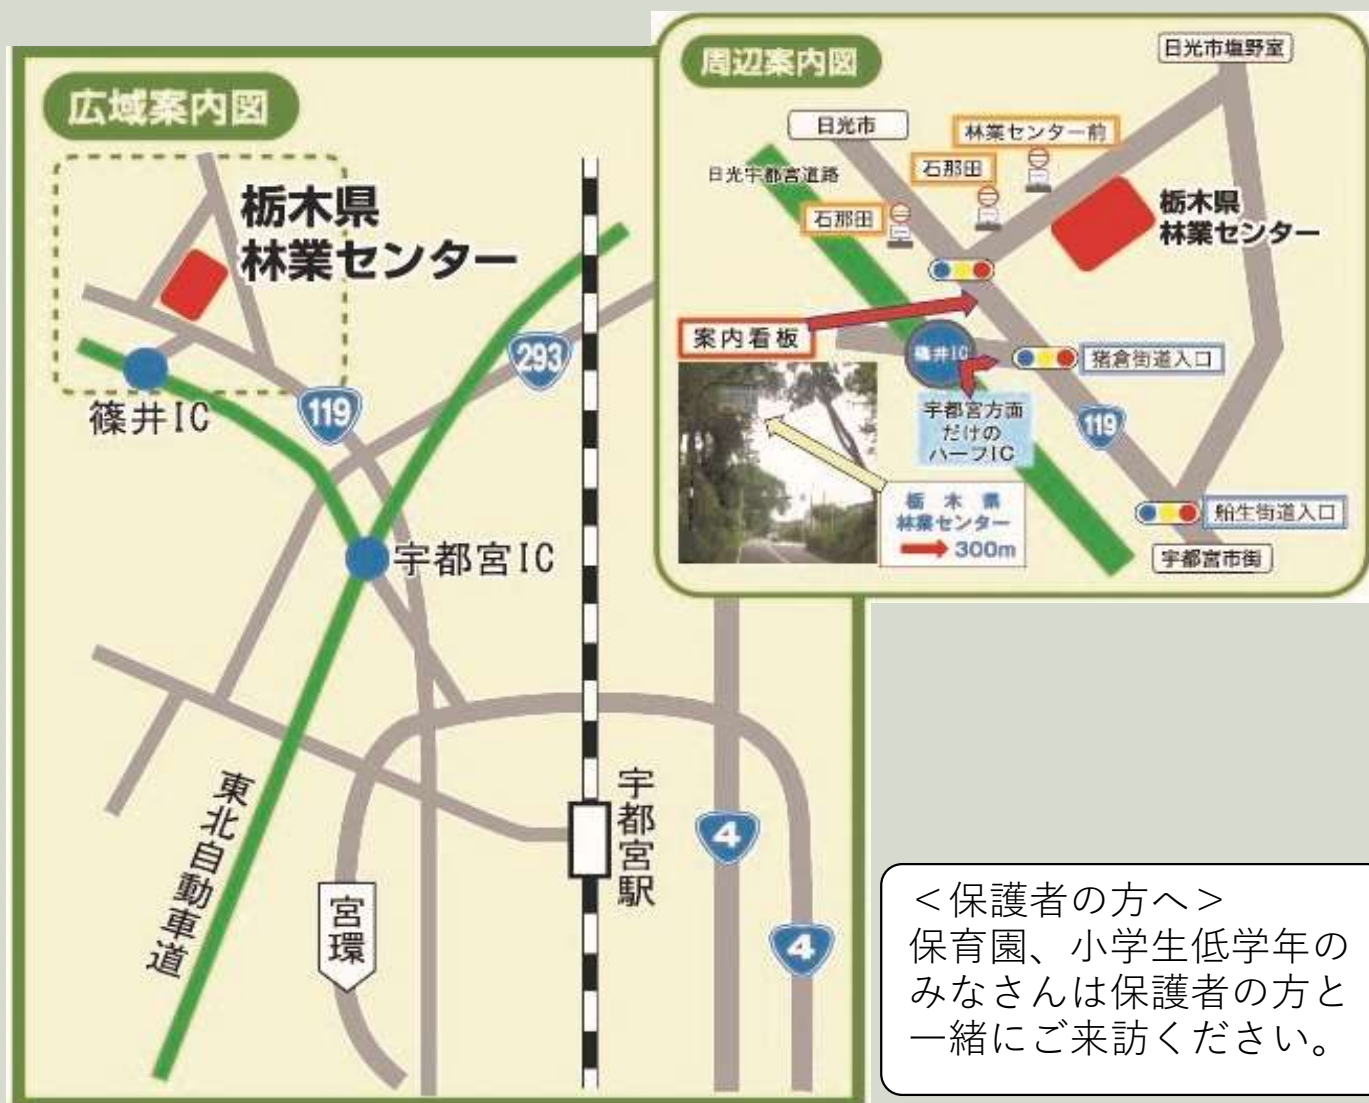 広域案内図
栃木県
林業センター
293
篠井IC
119
宇都宮IC
東北自動車道
宇都宮駅
宮環
4
4
周辺案内図
日光市塩野室
日光市
林業センター前
日光宇都宮道路
石那田
石那田
栃木県
林業センター
案内看板
篠井IC
猪倉街道入口
宇都宮方面
だけの
ハーフIC
119
栃木県
林業センター
300m
船生街道入口
宇都宮市街
<保護者の方へ>
保育園、小学生低学年の
みなさんは保護者の方と
一緒にご来訪ください。